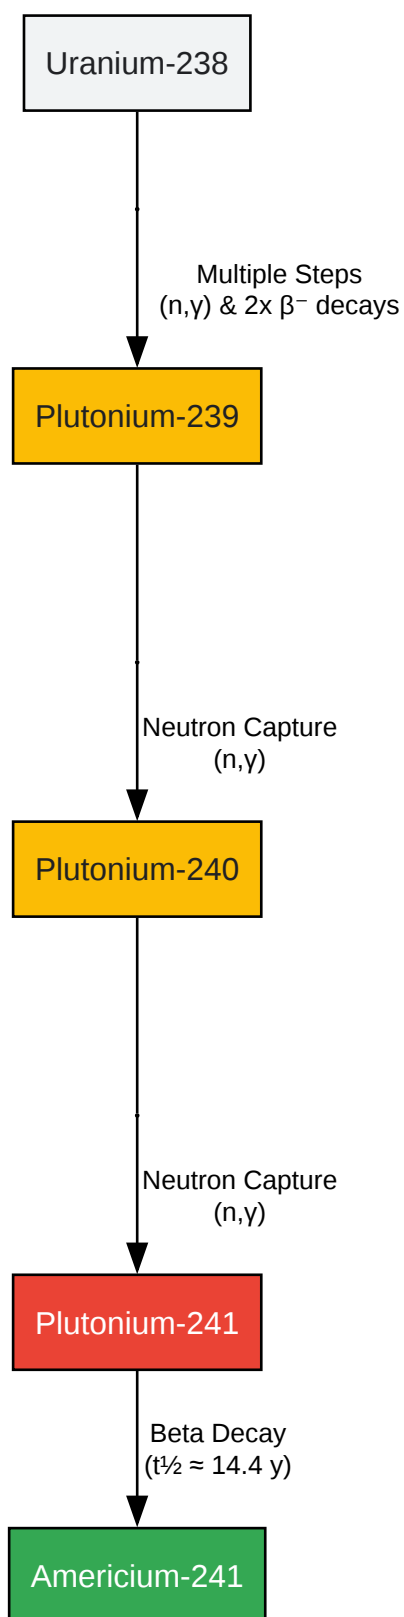 Uranium-238
Multiple Steps
(n,γ) & 2x β⁻ decays
Plutonium-239
Neutron Capture
(n,γ)
Plutonium-240
Neutron Capture
(n,γ)
Plutonium-241
Beta Decay
(t½ ≈ 14.4 y)
Americium-241